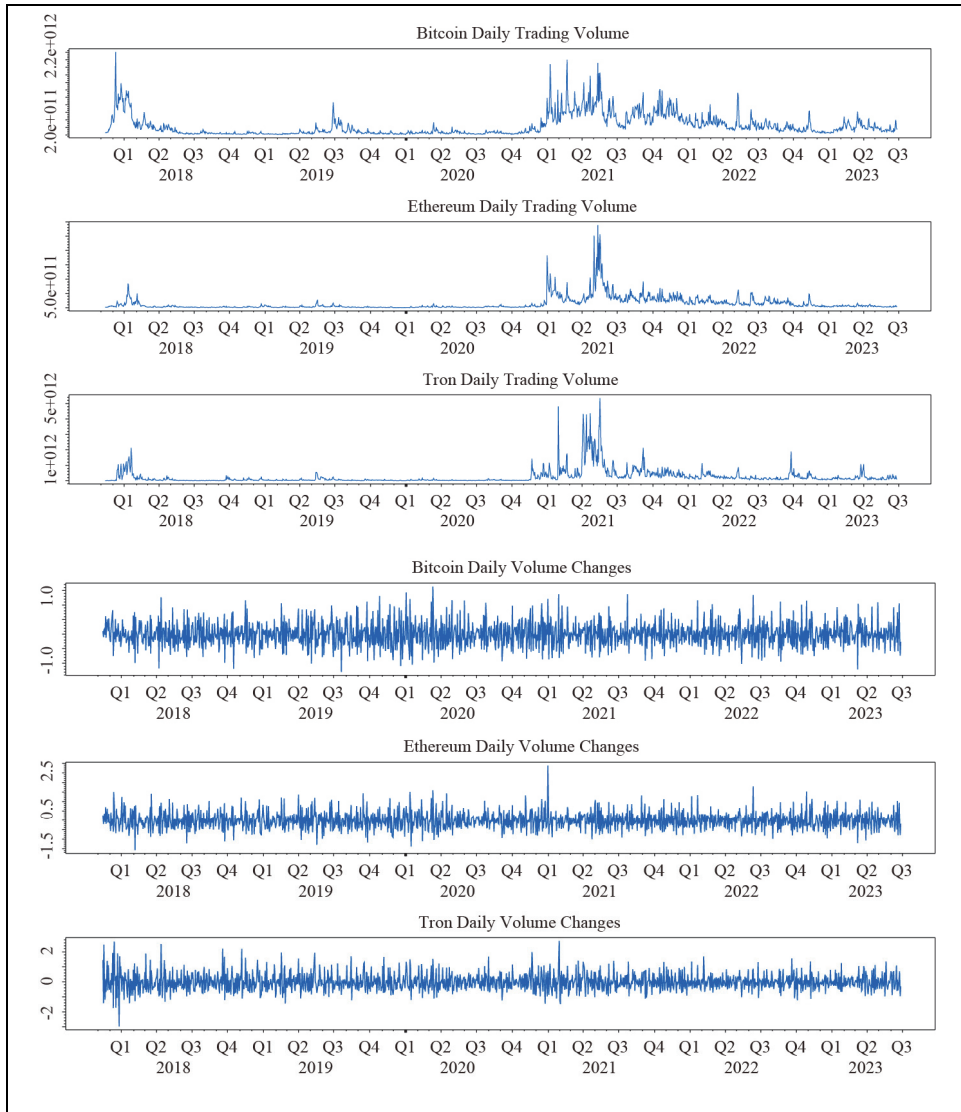 Bitcoin Daily Trading Volume
2.2e+012
2.0e+011
Q1 Q2 Q3 Q4 Q1 Q2 Q3 Q4 Q1 Q2 Q3 Q4 Q1 Q2 Q3 Q4 Q1 Q2 Q3 Q4 Q1 Q2 Q3
2018 2019 2020 2021 2022 2023
Ethereum Daily Trading Volume
5.0e+011
Q1 Q2 Q3 Q4 Q1 Q2 Q3 Q4 Q1 Q2 Q3 Q4 Q1 Q2 Q3 Q4 Q1 Q2 Q3 Q4 Q1 Q2 Q3
2018 2019 2020 2021 2022 2023
Tron Daily Trading Volume
5e+012
1e+012
Q1 Q2 Q3 Q4 Q1 Q2 Q3 Q4 Q1 Q2 Q3 Q4 Q1 Q2 Q3 Q4 Q1 Q2 Q3 Q4 Q1 Q2 Q3
2018 2019 2020 2021 2022 2023
Bitcoin Daily Volume Changes
1.0
-1.0
Q1 Q2 Q3 Q4 Q1 Q2 Q3 Q4 Q1 Q2 Q3 Q4 Q1 Q2 Q3 Q4 Q1 Q2 Q3 Q4 Q1 Q2 Q3
2018 2019 2020 2021 2022 2023
Ethereum Daily Volume Changes
2.5
0.5
-1.5
Q1 Q2 Q3 Q4 Q1 Q2 Q3 Q4 Q1 Q2 Q3 Q4 Q1 Q2 Q3 Q4 Q1 Q2 Q3 Q4 Q1 Q2 Q3
2018 2019 2020 2021 2022 2023
Tron Daily Volume Changes
2
0
-2
Q1 Q2 Q3 Q4 Q1 Q2 Q3 Q4 Q1 Q2 Q3 Q4 Q1 Q2 Q3 Q4 Q1 Q2 Q3 Q4 Q1 Q2 Q3
2018 2019 2020 2021 2022 2023